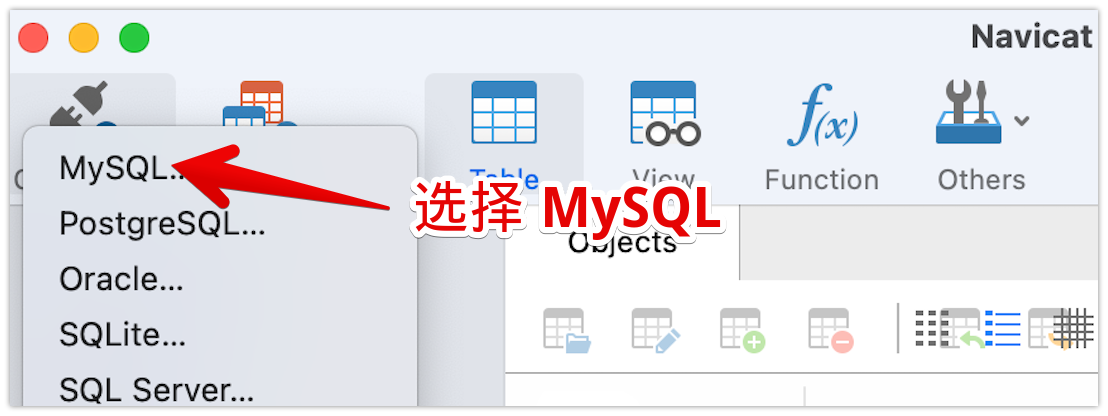 Navicat
Table
View
Function
Others
MySQL...
PostgreSQL...
Oracle...
SQLite...
SQL Server...
选择 MySQL
Objects